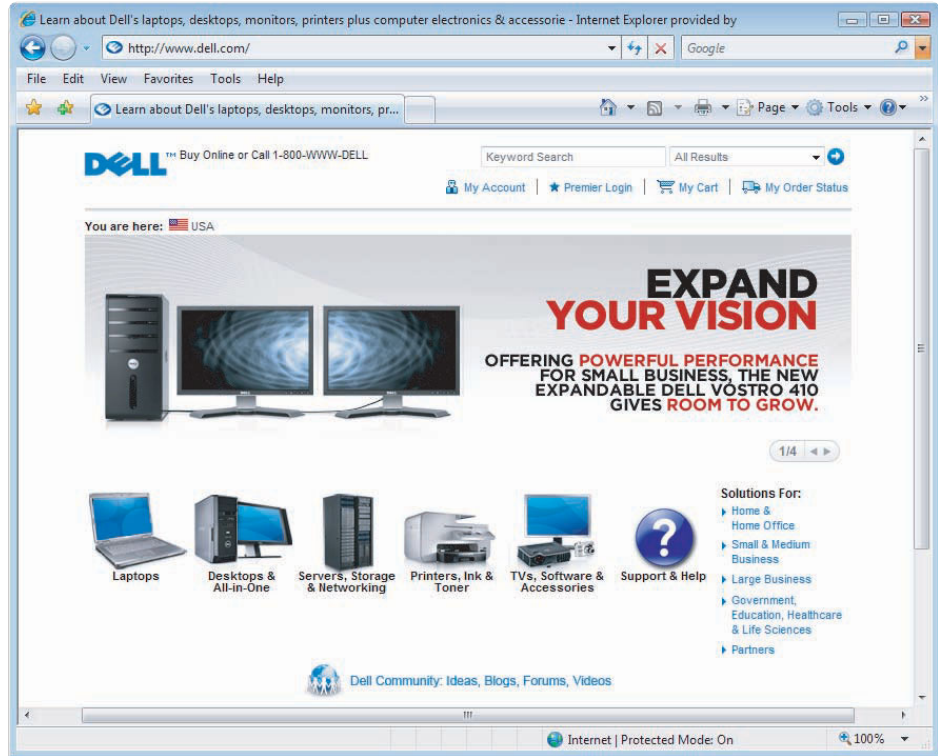 Learn about Dell's laptops, desktops, monitors, printers plus computer electronics & accessorie - Internet Explorer provided by
http://www.dell.com/
Google
File Edit View Favorites Tools Help
Learn about Dell's laptops, desktops, monitors, pr...
Page Tools
DELL™ Buy Online or Call 1-800-WWW-DELL
Keyword Search
All Results
My Account | Premier Login | My Cart | My Order Status
You are here: USA
EXPAND
YOUR VISION
OFFERING POWERFUL PERFORMANCE
FOR SMALL BUSINESS, THE NEW
EXPANDABLE DELL VOSTRO 410
GIVES ROOM TO GROW.
1/4
Laptops
Desktops &
All-in-One
Servers, Storage
& Networking
Printers, Ink &
Toner
TVs, Software &
Accessories
Support & Help
Solutions For:
Home &
Home Office
Small & Medium
Business
Large Business
Government,
Education, Healthcare
& Life Sciences
Partners
Dell Community: Ideas, Blogs, Forums, Videos
Internet | Protected Mode: On
100%